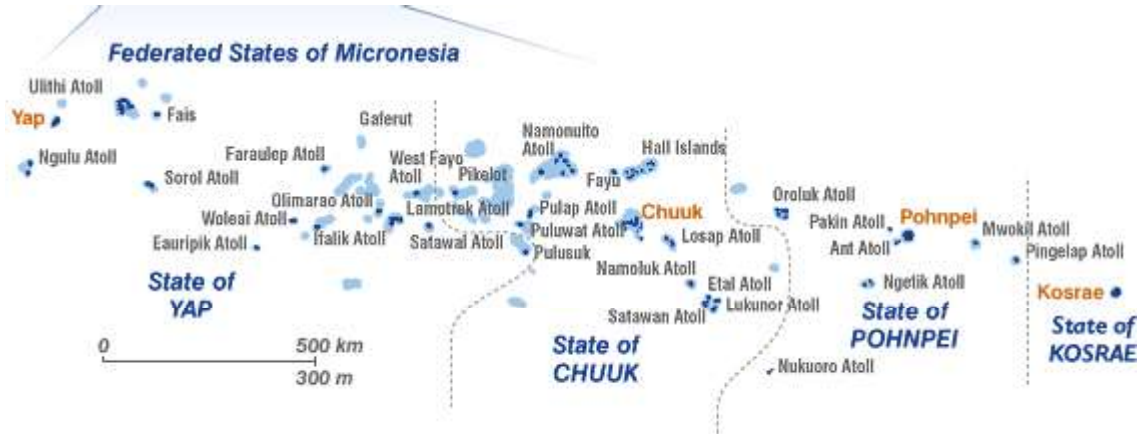 Federated States of Micronesia
Ulithi Atoll
Yap
Fais
Gaferut
Namonuito
Atoll
Hall Islands
Ngulu Atoll
Faraulep Atoll
West Fayo
Atoll
Pikelot
Fayu
Sorol Atoll
Olimarao Atoll
Lamotrek Atoll
Pulap Atoll
Chuuk
Oroluk Atoll
Woleai Atoll
Ifalik Atoll
Satawal Atoll
Puluwat Atoll
Losap Atoll
Pakin Atoll
Pohnpei
Mwokil Atoll
Eauripik Atoll
Pulusuk
Ant Atoll
Pingelap Atoll
Namoluk Atoll
Etal Atoll
Ngetik Atoll
Kosrae
State of
YAP
Satawan Atoll
Lukunor Atoll
State of
POHNPEI
State of
KOSRAE
0
500 km
300 m
State of
CHUUK
Nukuoro Atoll